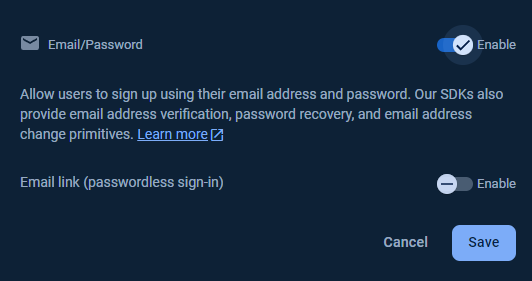 Email/Password
Enable
Allow users to sign up using their email address and password. Our SDKs also
provide email address verification, password recovery, and email address
change primitives. Learn more
Email link (passwordless sign-in)
Enable
Cancel
Save